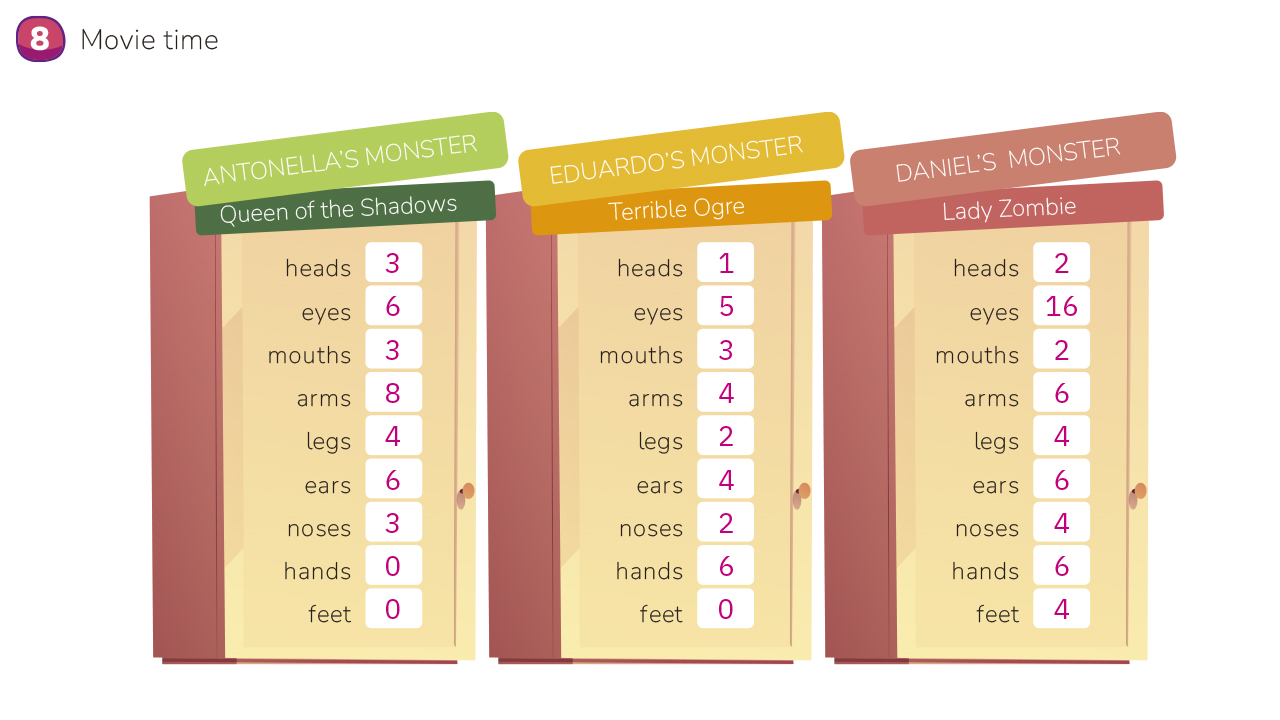 8 Movie time
ANTONELLA'S MONSTER
Queen of the Shadows
heads 3
eyes 6
mouths 3
arms 8
legs 4
ears 6
noses 3
hands 0
feet 0
EDUARDO'S MONSTER
Terrible Ogre
heads 1
eyes 5
mouths 3
arms 4
legs 2
ears 4
noses 2
hands 6
feet 0
DANIEL'S MONSTER
Lady Zombie
heads 2
eyes 16
mouths 2
arms 6
legs 4
ears 6
noses 4
hands 6
feet 4